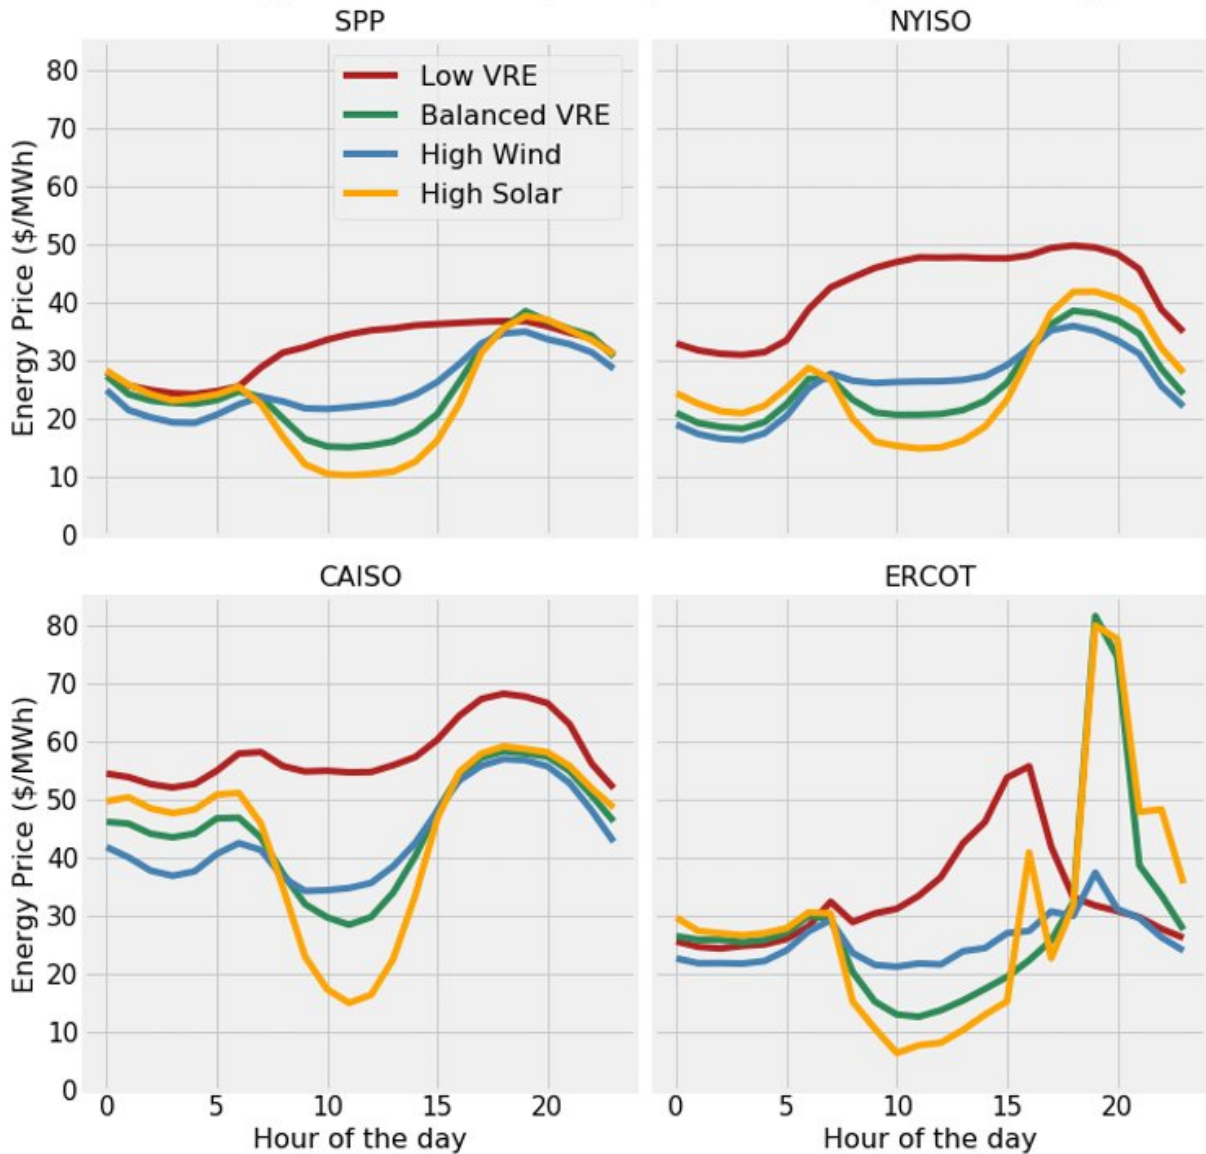 SPP
NYISO
80
70
60
50
40
30
20
10
0
Energy Price ($/MWh)
Low VRE
Balanced VRE
High Wind
High Solar
CAISO
ERCOT
80
70
60
50
40
30
20
10
0
Energy Price ($/MWh)
0 5 10 15 20
0 5 10 15 20
Hour of the day
Hour of the day